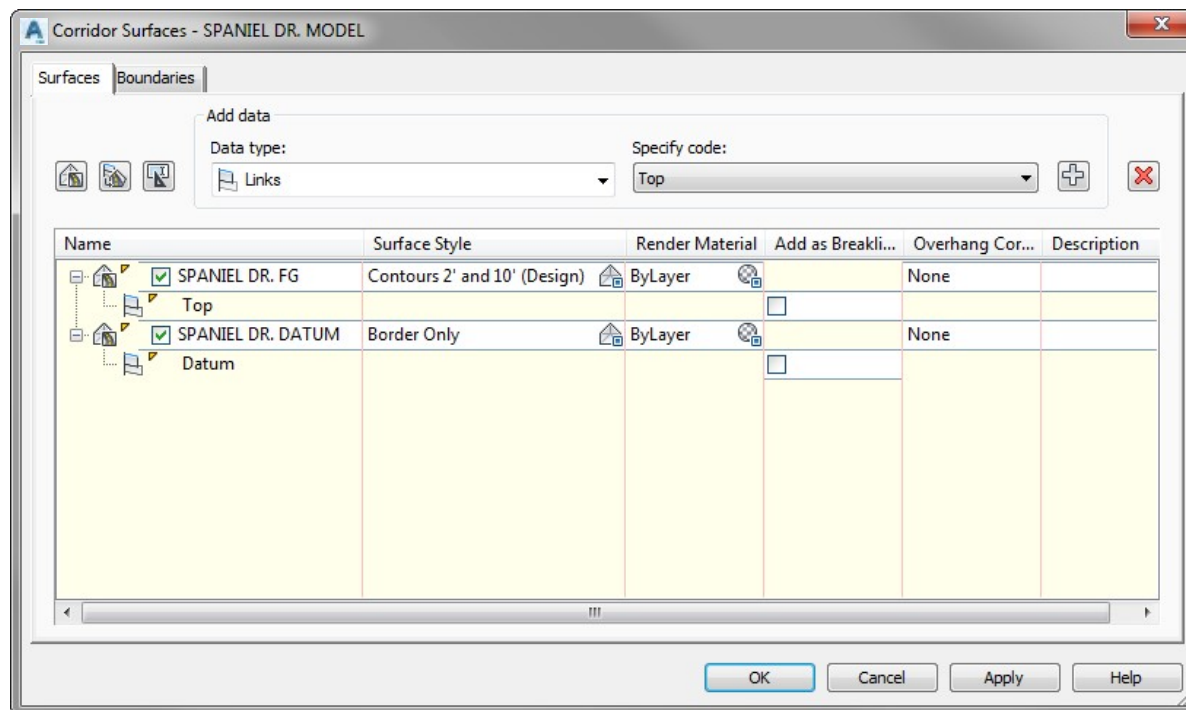 Corridor Surfaces - SPANIEL DR. MODEL
Surfaces Boundaries
Add data
Data type: Specify code:
Links Top
Name Surface Style Render Material Add as Breakli... Overhang Cor... Description
SPANIEL DR. FG Contours 2' and 10' (Design) ByLayer None
Top
SPANIEL DR. DATUM Border Only ByLayer None
Datum
OK Cancel Apply Help